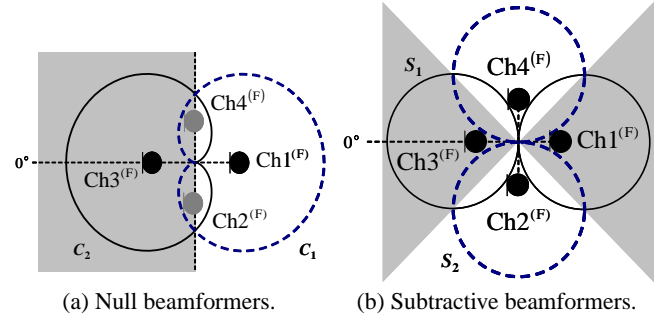 Ch4(F)
0°
Ch3(F)
Ch1(F)
Ch2(F)
C2
C1
(a) Null beamformers.
S1
Ch4(F)
0°
Ch3(F)
Ch1(F)
Ch2(F)
S2
(b) Subtractive beamformers.